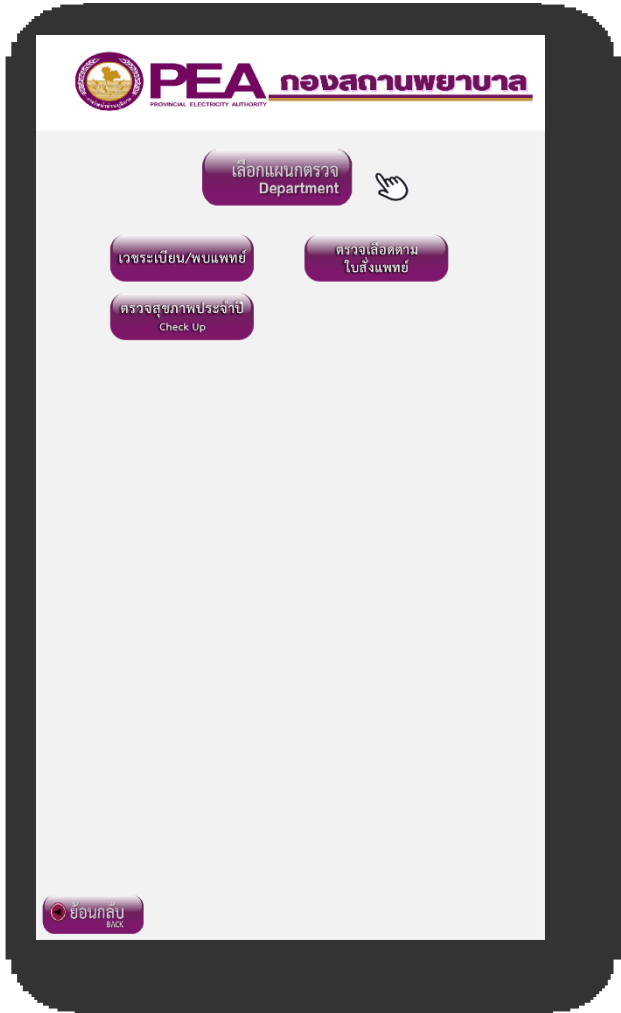 PEA กองสถานพยาบาล
PROVINCIAL ELECTRICITY AUTHORITY
เลือกแผนกตรวจ
Department
เวชระเบียน/พบแพทย์
ตรวจเลือดตาม
ใบสั่งแพทย์
ตรวจสุขภาพประจำปี
Check Up
ย้อนกลับ
BACK